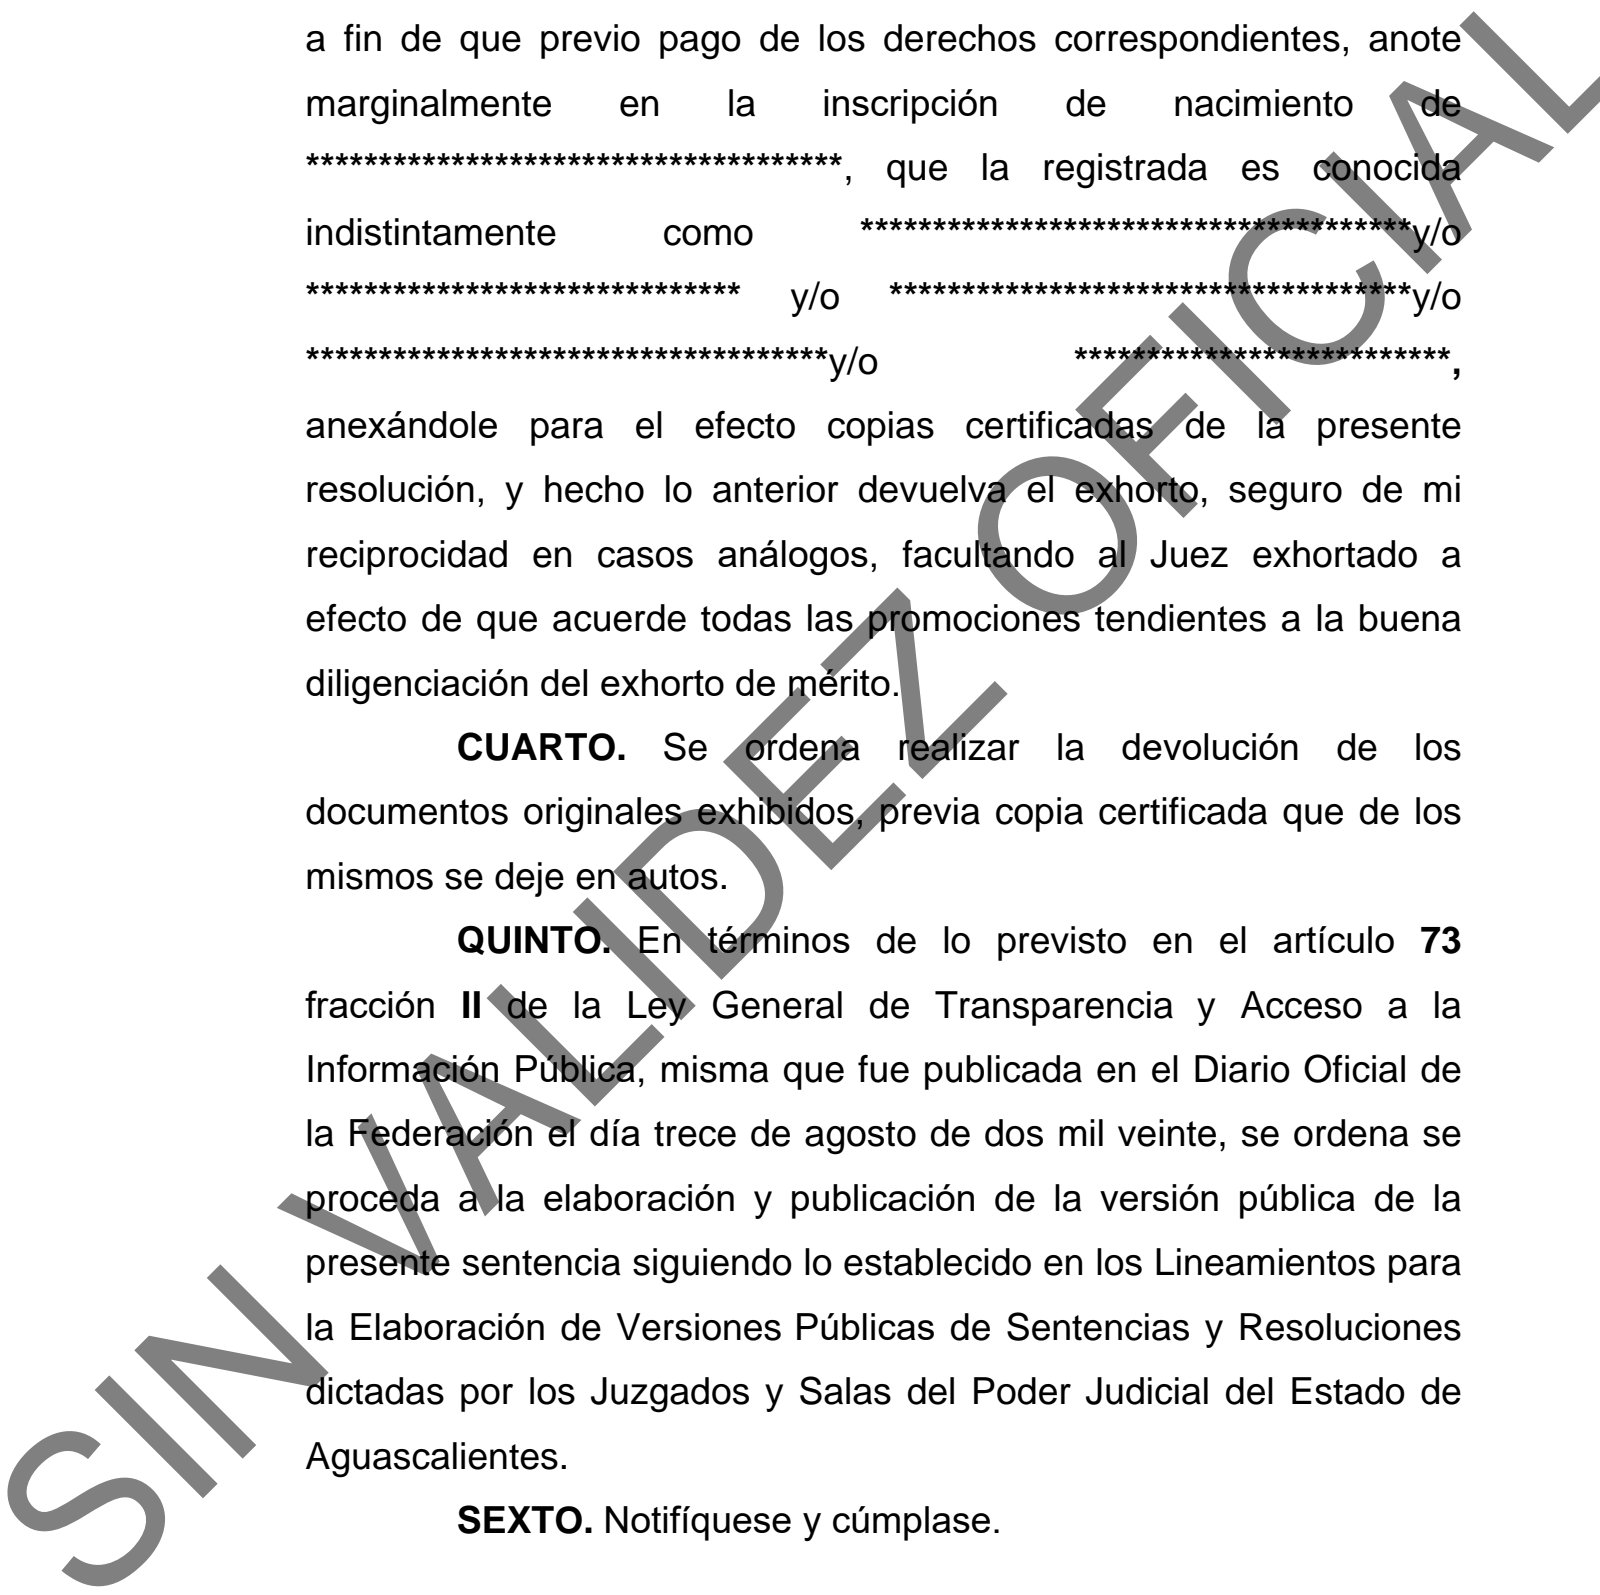 a fin de que previo pago de los derechos correspondientes, anote
marginalmente en la inscripción de nacimiento de
*************************************, que la registrada es conocida
indistintamente como **************************************y/o
****************************** y/o ************************************y/o
************************************y/o **************************,
anexándole para el efecto copias certificadas de la presente
resolución, y hecho lo anterior devuelva el exhorto, seguro de mi
reciprocidad en casos análogos, facultando al Juez exhortado a
efecto de que acuerde todas las promociones tendientes a la buena
diligenciación del exhorto de mérito.
CUARTO. Se ordena realizar la devolución de los
documentos originales exhibidos, previa copia certificada que de los
mismos se deje en autos.
QUINTO. En términos de lo previsto en el artículo 73
fracción II de la Ley General de Transparencia y Acceso a la
Información Pública, misma que fue publicada en el Diario Oficial de
la Federación el día trece de agosto de dos mil veinte, se ordena se
proceda a la elaboración y publicación de la versión pública de la
presente sentencia siguiendo lo establecido en los Lineamientos para
la Elaboración de Versiones Públicas de Sentencias y Resoluciones
dictadas por los Juzgados y Salas del Poder Judicial del Estado de
Aguascalientes.
SEXTO. Notifíquese y cúmplase.
SIN VALIDEZ OFICIAL